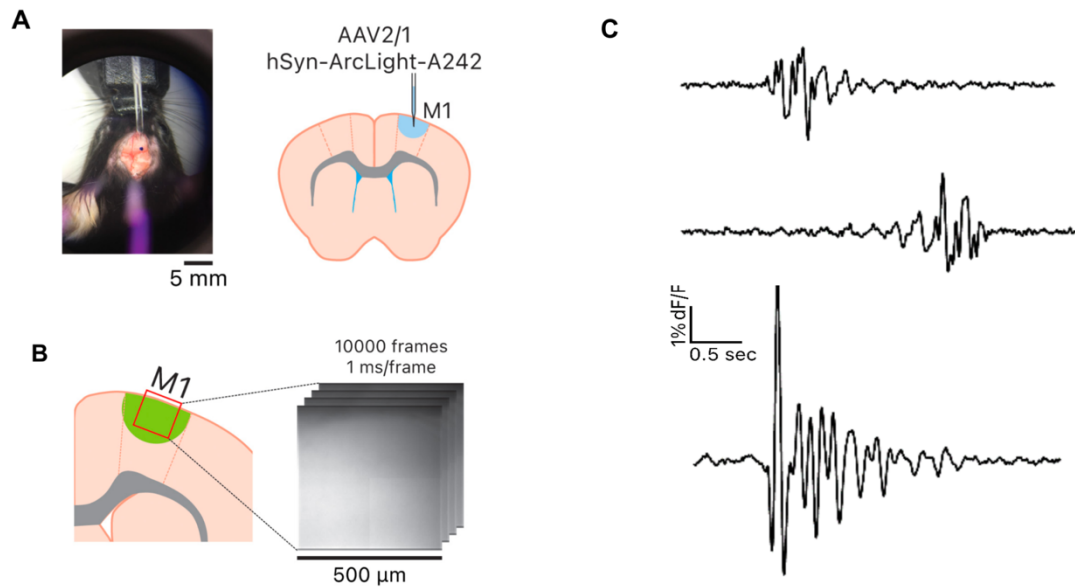 A
AAV2/1
hSyn-ArcLight-A242
M1
5 mm
B
M1
10000 frames
1 ms/frame
500 µm
C
1% dF/F
0.5 sec